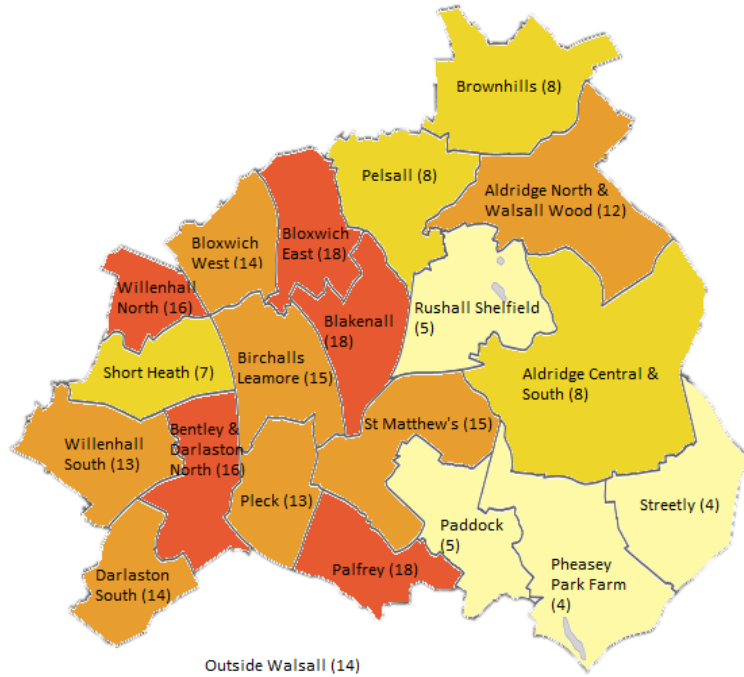 Brownhills (8)
Pelsall (8)
Aldridge North &
Walsall Wood (12)
Bloxwich
West (14)
Bloxwich
East (18)
Willenhall
North (16)
Rushall Shelfield
(5)
Blakenall
(18)
Short Heath (7)
Birchalls
Leamore (15)
Aldridge Central &
South (8)
St Matthew's (15)
Willenhall
South (13)
Bentley &
Darlaston
North (16)
Pleck (13)
Streetly (4)
Paddock
(5)
Pheasey
Park Farm
(4)
Darlaston
South (14)
Palfrey (18)
Outside Walsall (14)